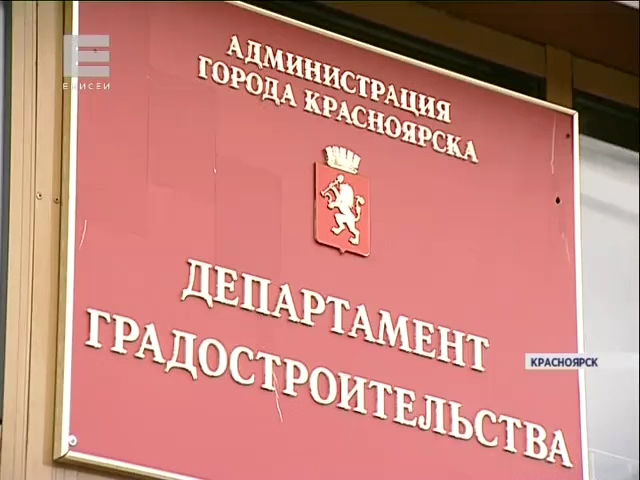 ЕНИСЕЙ
АДМИНИСТРАЦИЯ
ГОРОДА КРАСНОЯРСКА
ДЕПАРТАМЕНТ
ГРАДОСТРОИТЕЛЬСТВА
КРАСНОЯРСК